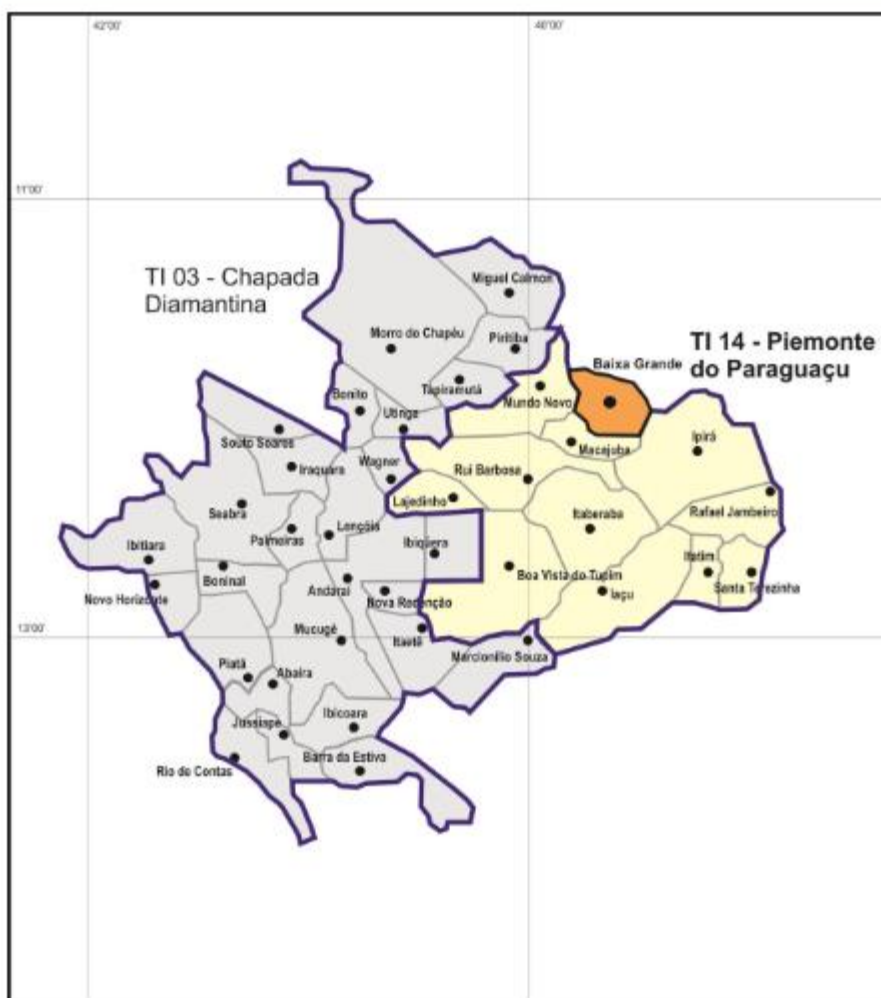 42°00'
40°00'
11°00'
TI 03 - Chapada
Diamantina
Miguel Calmon
Morro do Chapéu
Piritiba
TI 14 - Piemonte
do Paraguaçu
Baixa Grande
Tapiramutá
Mundo Novo
Bonito
Utinga
Souto Soares
Macajuba
Ipirá
Iraquara
Wagner
Rui Barbosa
Lajedinho
Rafael Jambeiro
Seabra
Itaberaba
Palmeiras
Lençóis
Ibitiara
Ibiquera
Boninal
Boa Vista do Tupim
Itatim
Andaraí
Novo Horizonte
Nova Redenção
Iaçu
Santa Terezinha
Mucugê
Itaetê
13°00'
Marcionilio Souza
Piatã
Abaira
Jussiape
Ibicoara
Rio de Contas
Barra da Estiva